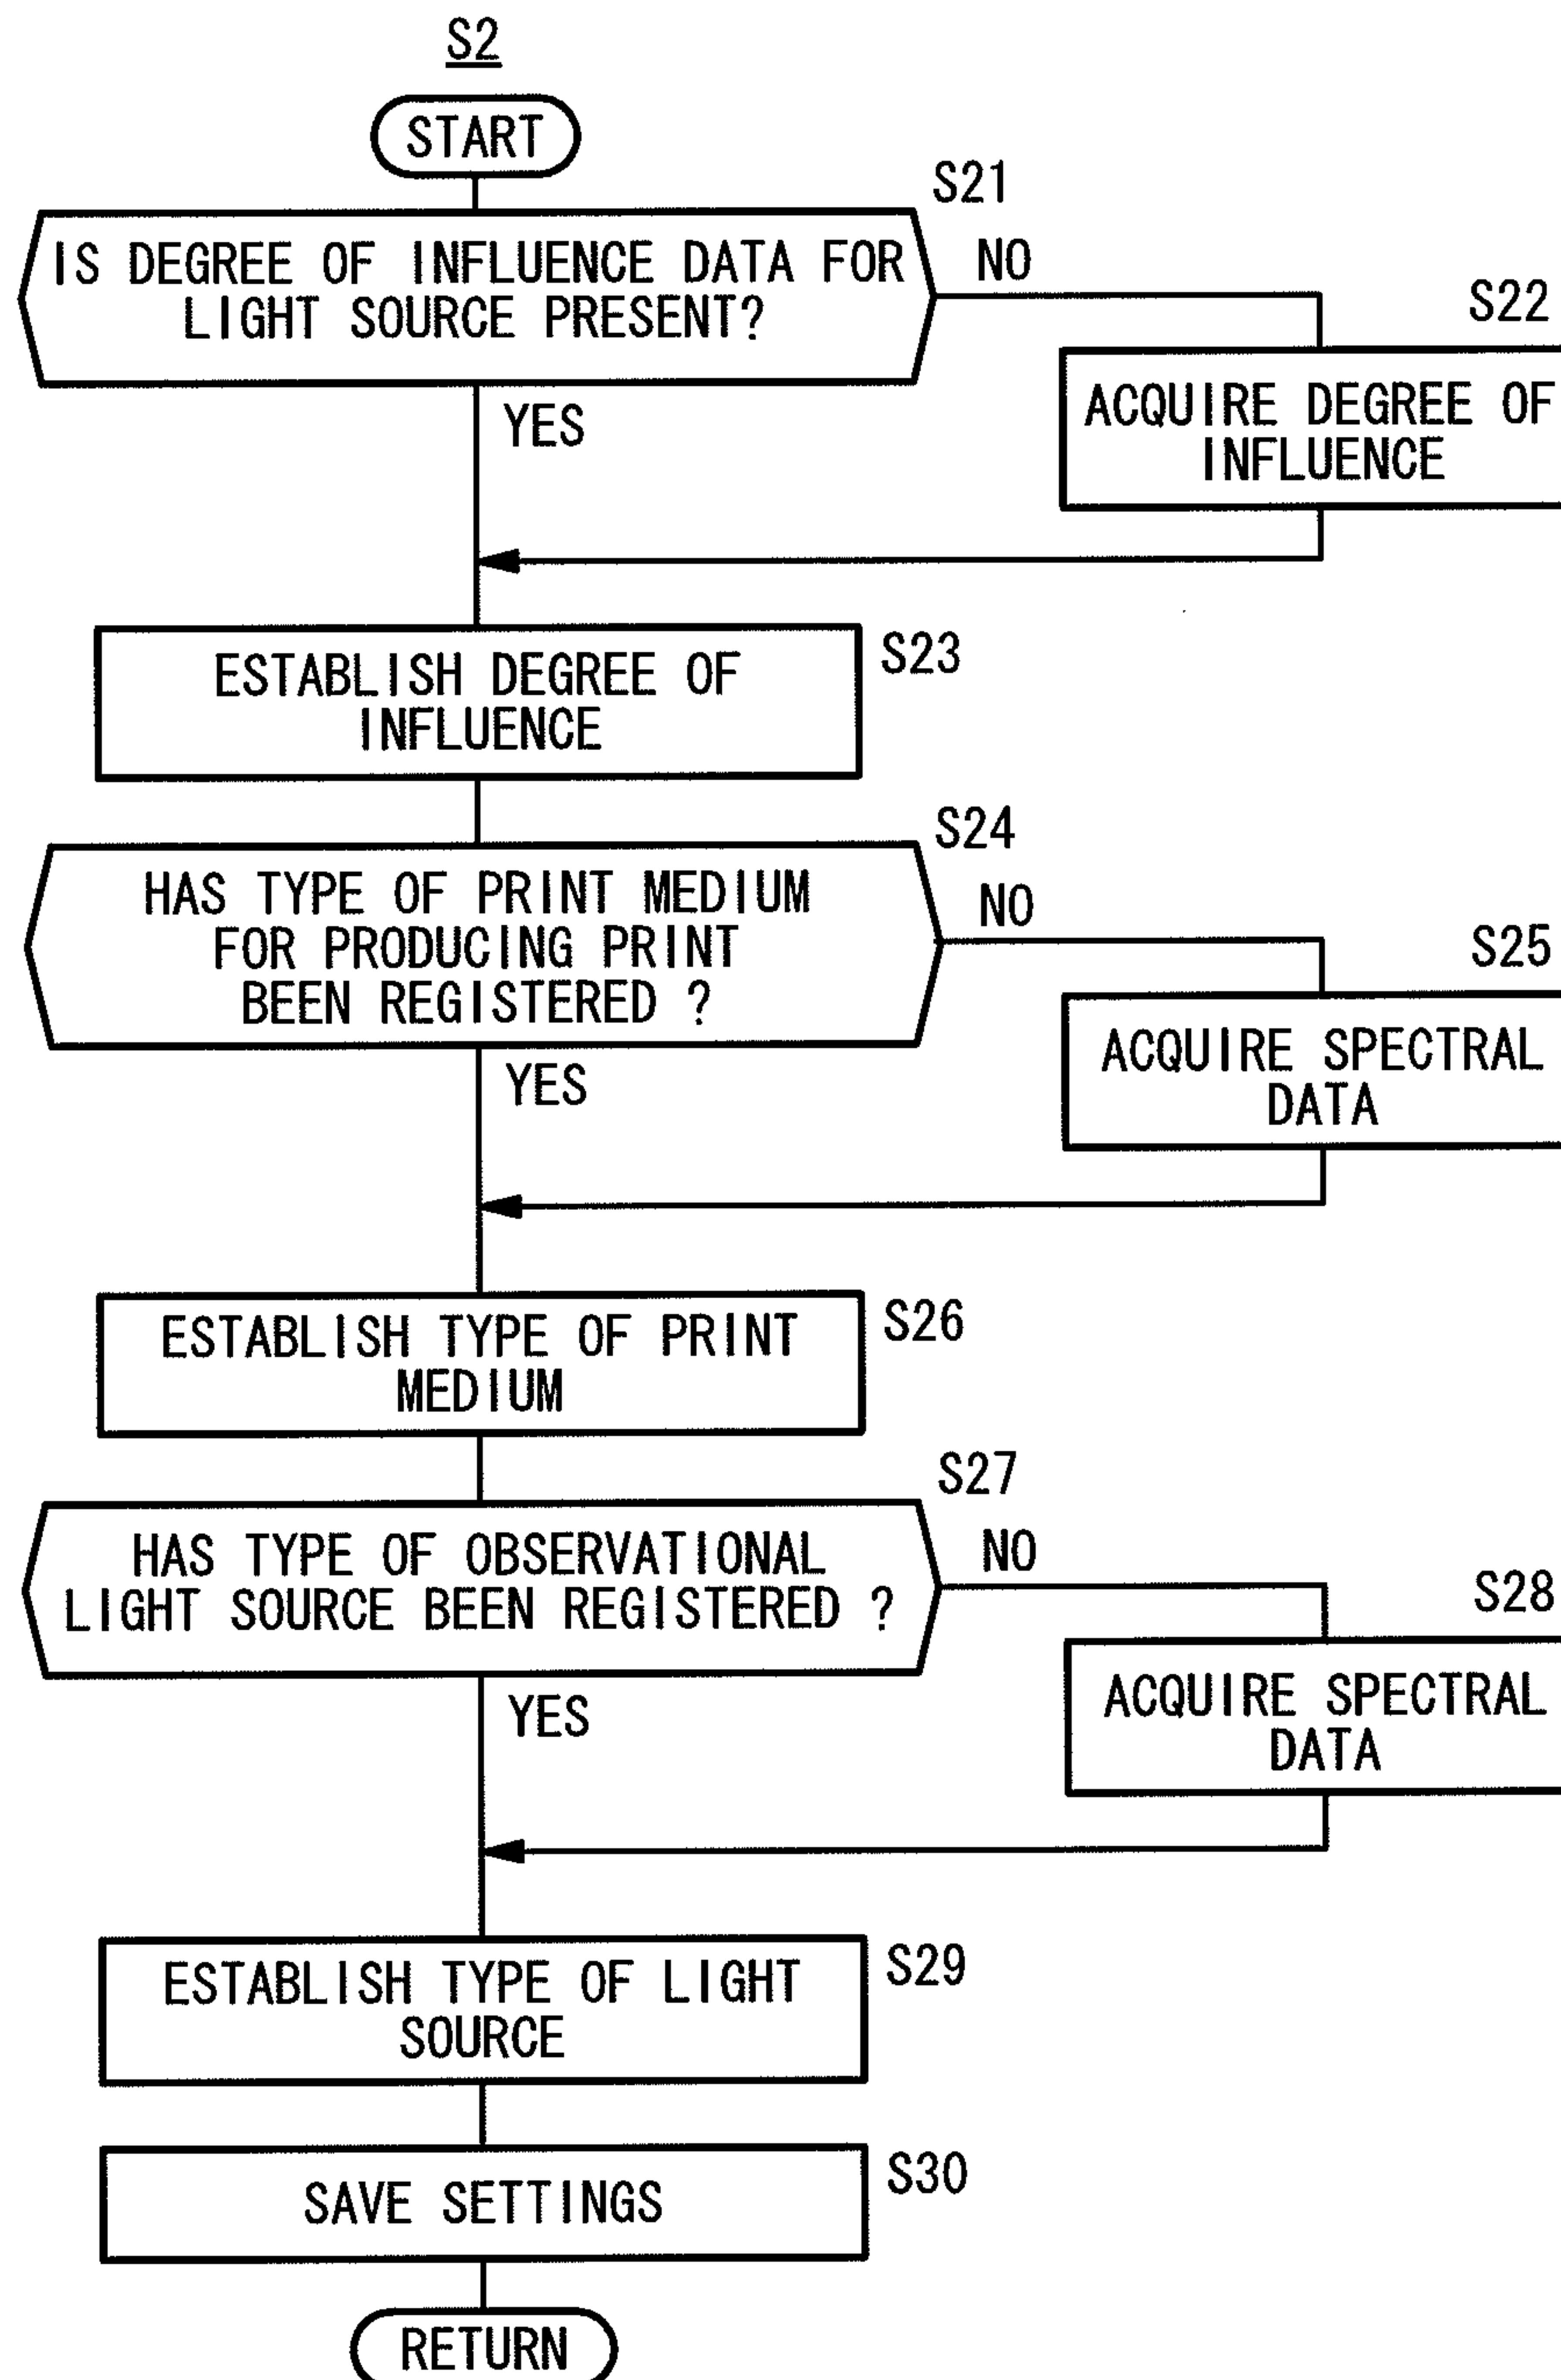 S2
START
S21
IS DEGREE OF INFLUENCE DATA FOR
LIGHT SOURCE PRESENT?
NO
YES
S22
ACQUIRE DEGREE OF
INFLUENCE
ESTABLISH DEGREE OF
INFLUENCE
S23
S24
HAS TYPE OF PRINT MEDIUM
FOR PRODUCING PRINT
BEEN REGISTERED ?
NO
YES
S25
ACQUIRE SPECTRAL
DATA
ESTABLISH TYPE OF PRINT
MEDIUM
S26
S27
HAS TYPE OF OBSERVATIONAL
LIGHT SOURCE BEEN REGISTERED ?
NO
YES
S28
ACQUIRE SPECTRAL
DATA
ESTABLISH TYPE OF LIGHT
SOURCE
S29
SAVE SETTINGS
S30
RETURN